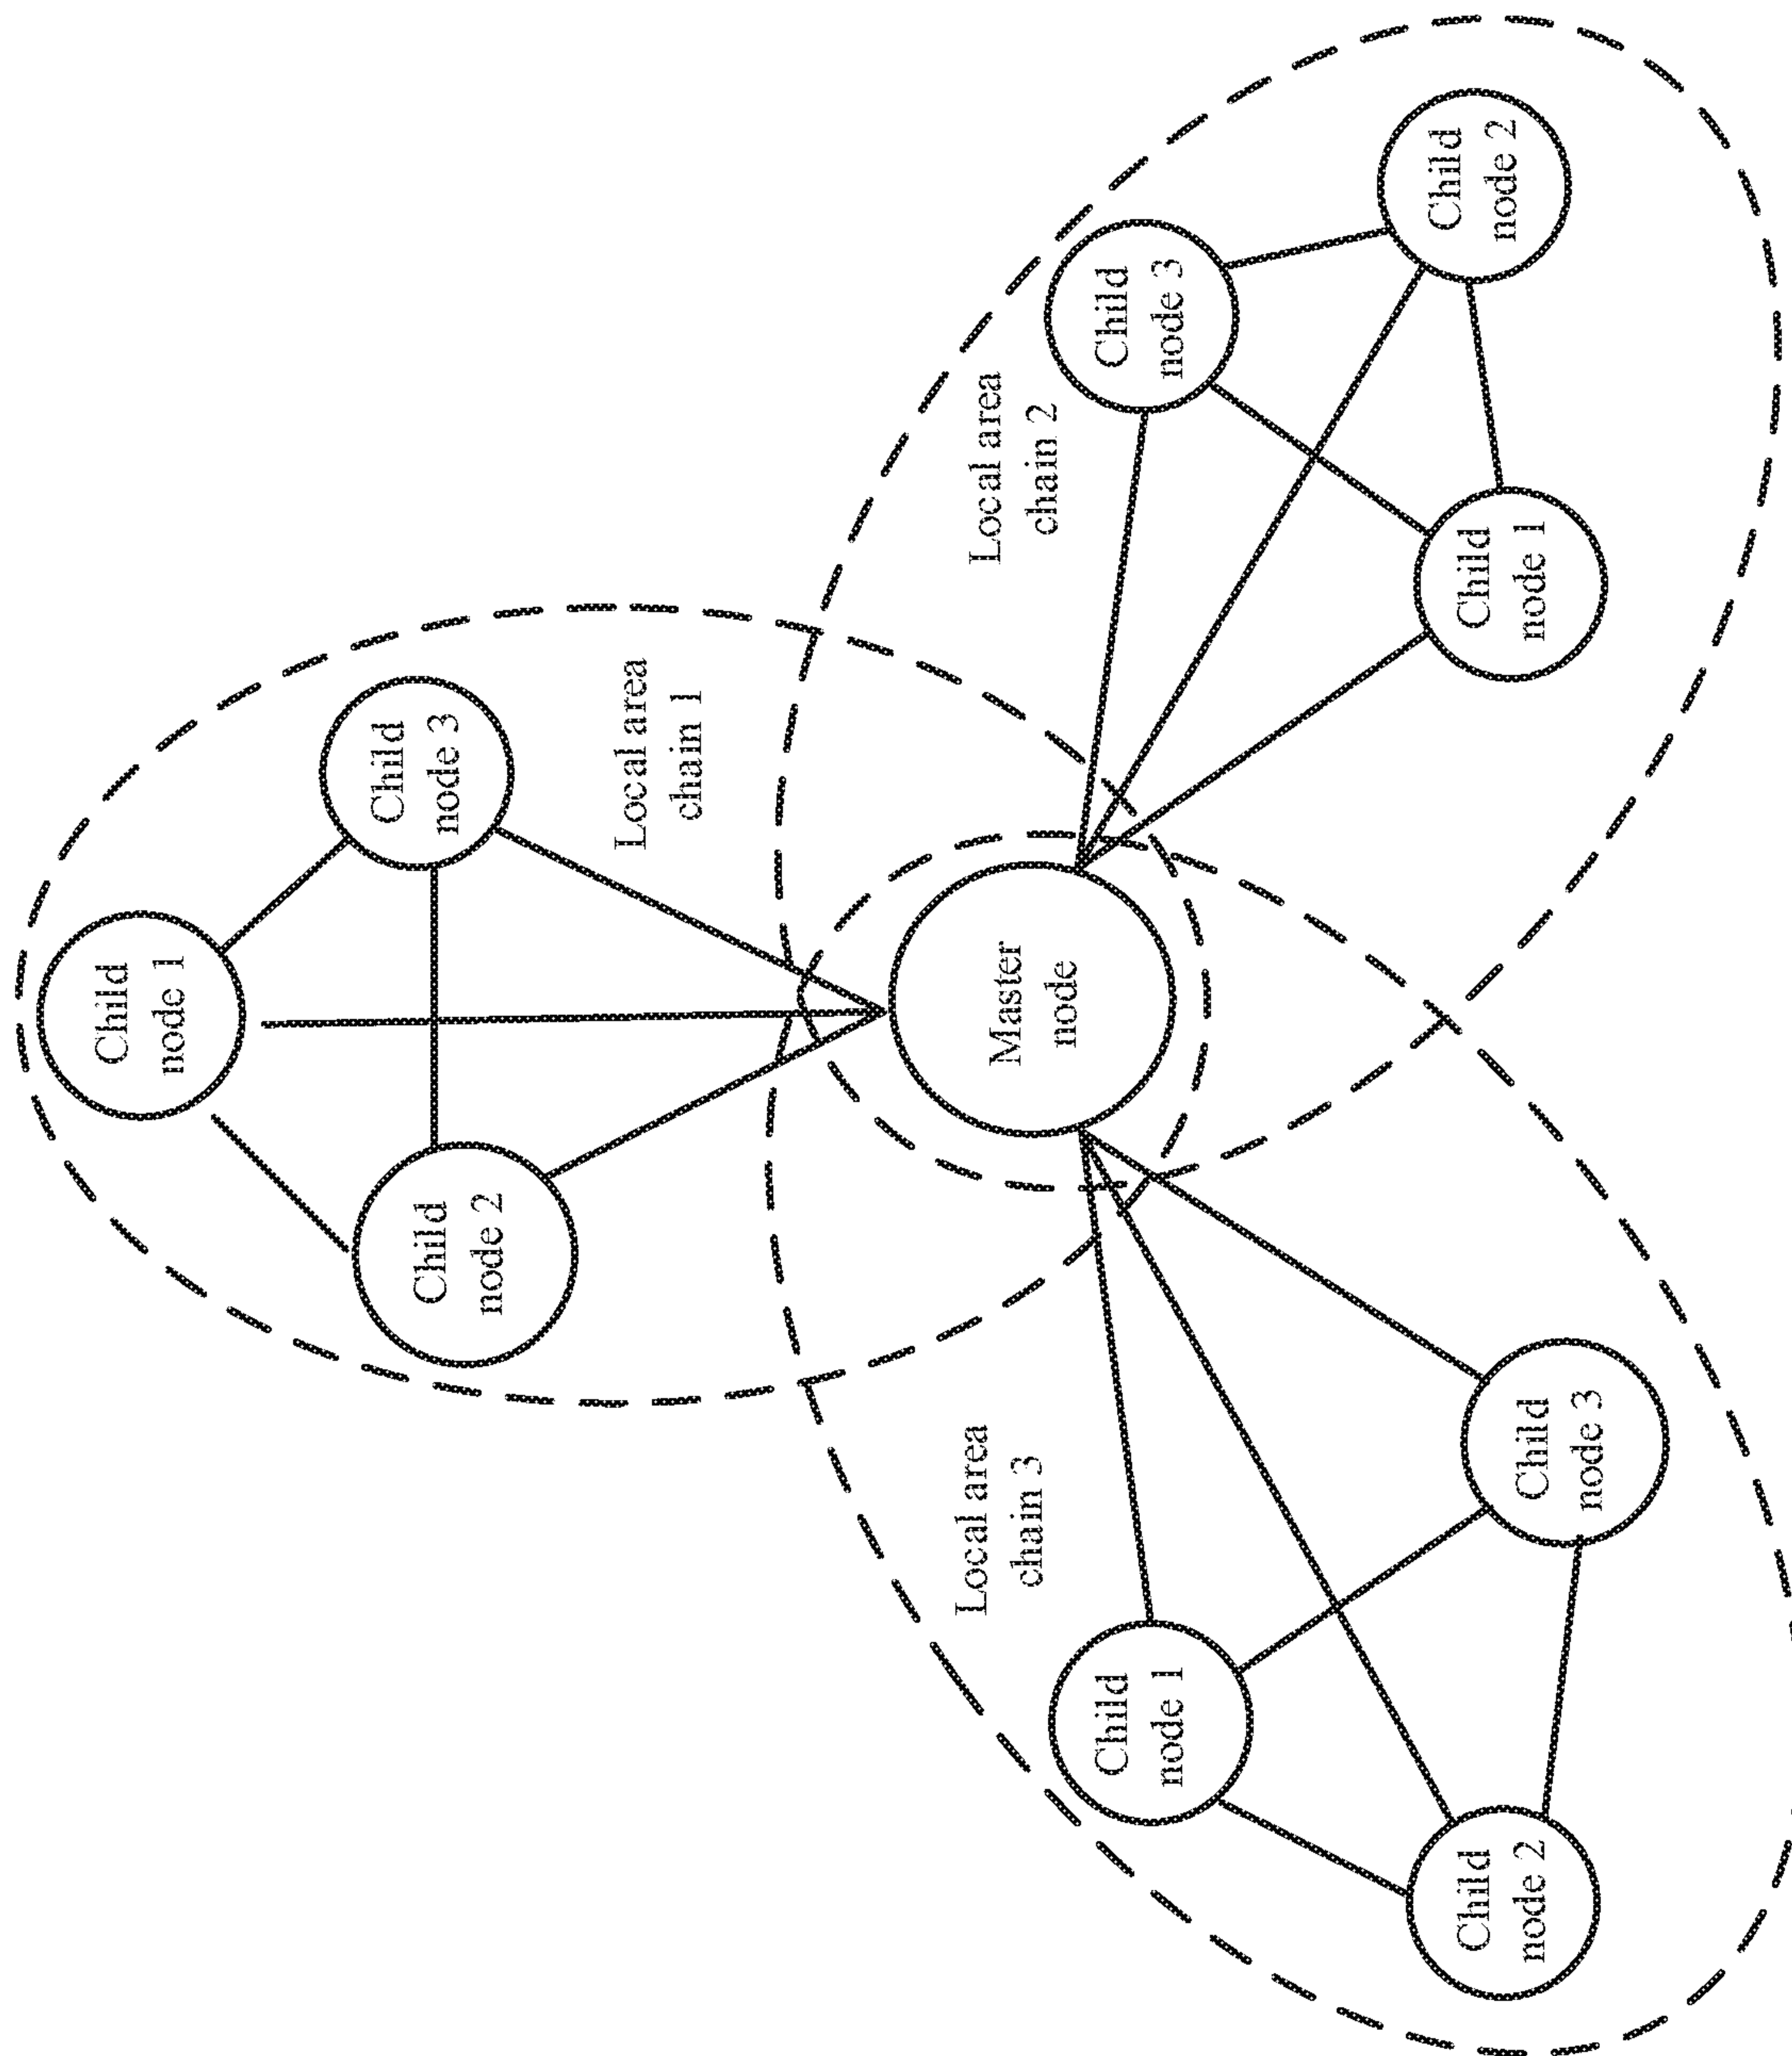 Child
node 1
Child
node 2
Child
node 3
Local area
chain 1
Master
node
Local area
chain 3
Child
node 1
Child
node 2
Child
node 3
Local area
chain 2
Child
node 3
Child
node 1
Child
node 2